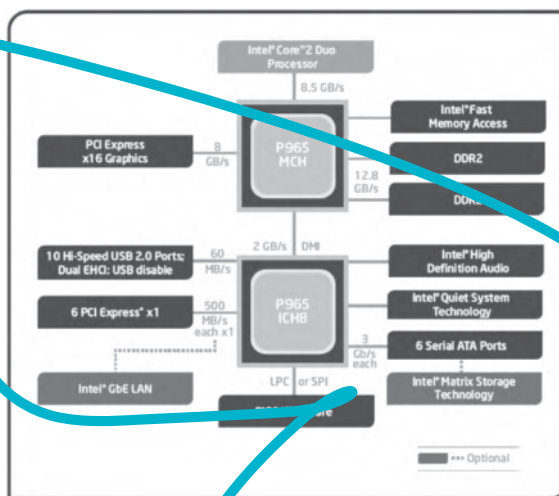 Intel® Core™2 Duo
Processor
8.5 GB/s
P965
MCH
Intel® Fast
Memory Access
PCI Express
x16 Graphics
8
GB/s
DDR2
12.8
GB/s
2 GB/s DMI
10 Hi-Speed USB 2.0 Ports;
Dual EHCI: USB disable
60
MB/s
Intel® High
Definition Audio
P965
ICH8
6 PCI Express* x1
500
MB/s
each x1
Intel® Quiet System
Technology
3
Gb/s
each
6 Serial ATA Ports
Intel® GbE LAN
LPC or SPI
Intel® Matrix Storage
Technology
Optional